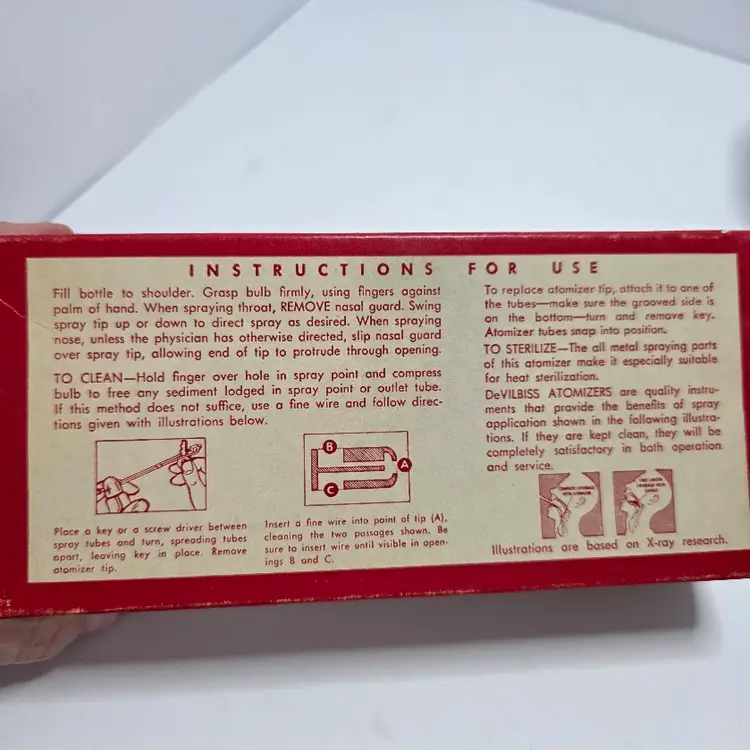 INSTRUCTIONS FOR USE
Fill bottle to shoulder. Grasp bulb firmly, using fingers against
palm of hand. When spraying throat, REMOVE nasal guard. Swing
spray tip up or down to direct spray as desired. When spraying
nose, unless the physician has otherwise directed, slip nasal guard
over spray tip, allowing end of tip to protrude through opening.
TO CLEAN—Hold finger over hole in spray point and compress
bulb to free any sediment lodged in spray point or outlet tube.
If this method does not suffice, use a fine wire and follow direc-
tions given with illustrations below.
Place a key or a screw driver between
spray tubes and turn, spreading tubes
apart, leaving key in place. Remove
atomizer tip.
B
A
C
Insert a fine wire into point of tip (A),
cleaning the two passages shown. Be
sure to insert wire until visible in open-
ings B and C.
To replace atomizer tip, attach it to one of
the tubes—make sure the grooved side is
on the bottom—turn and remove key.
Atomizer tubes snap into position.
TO STERILIZE—The all metal spraying parts
of this atomizer make it especially suitable
for heat sterilization.
DeVILBISS ATOMIZERS are quality instru-
ments that provide the benefits of spray
application shown in the following illustra-
tions. If they are kept clean, they will be
completely satisfactory in both operation
and service.
Illustrations are based on X-ray research.